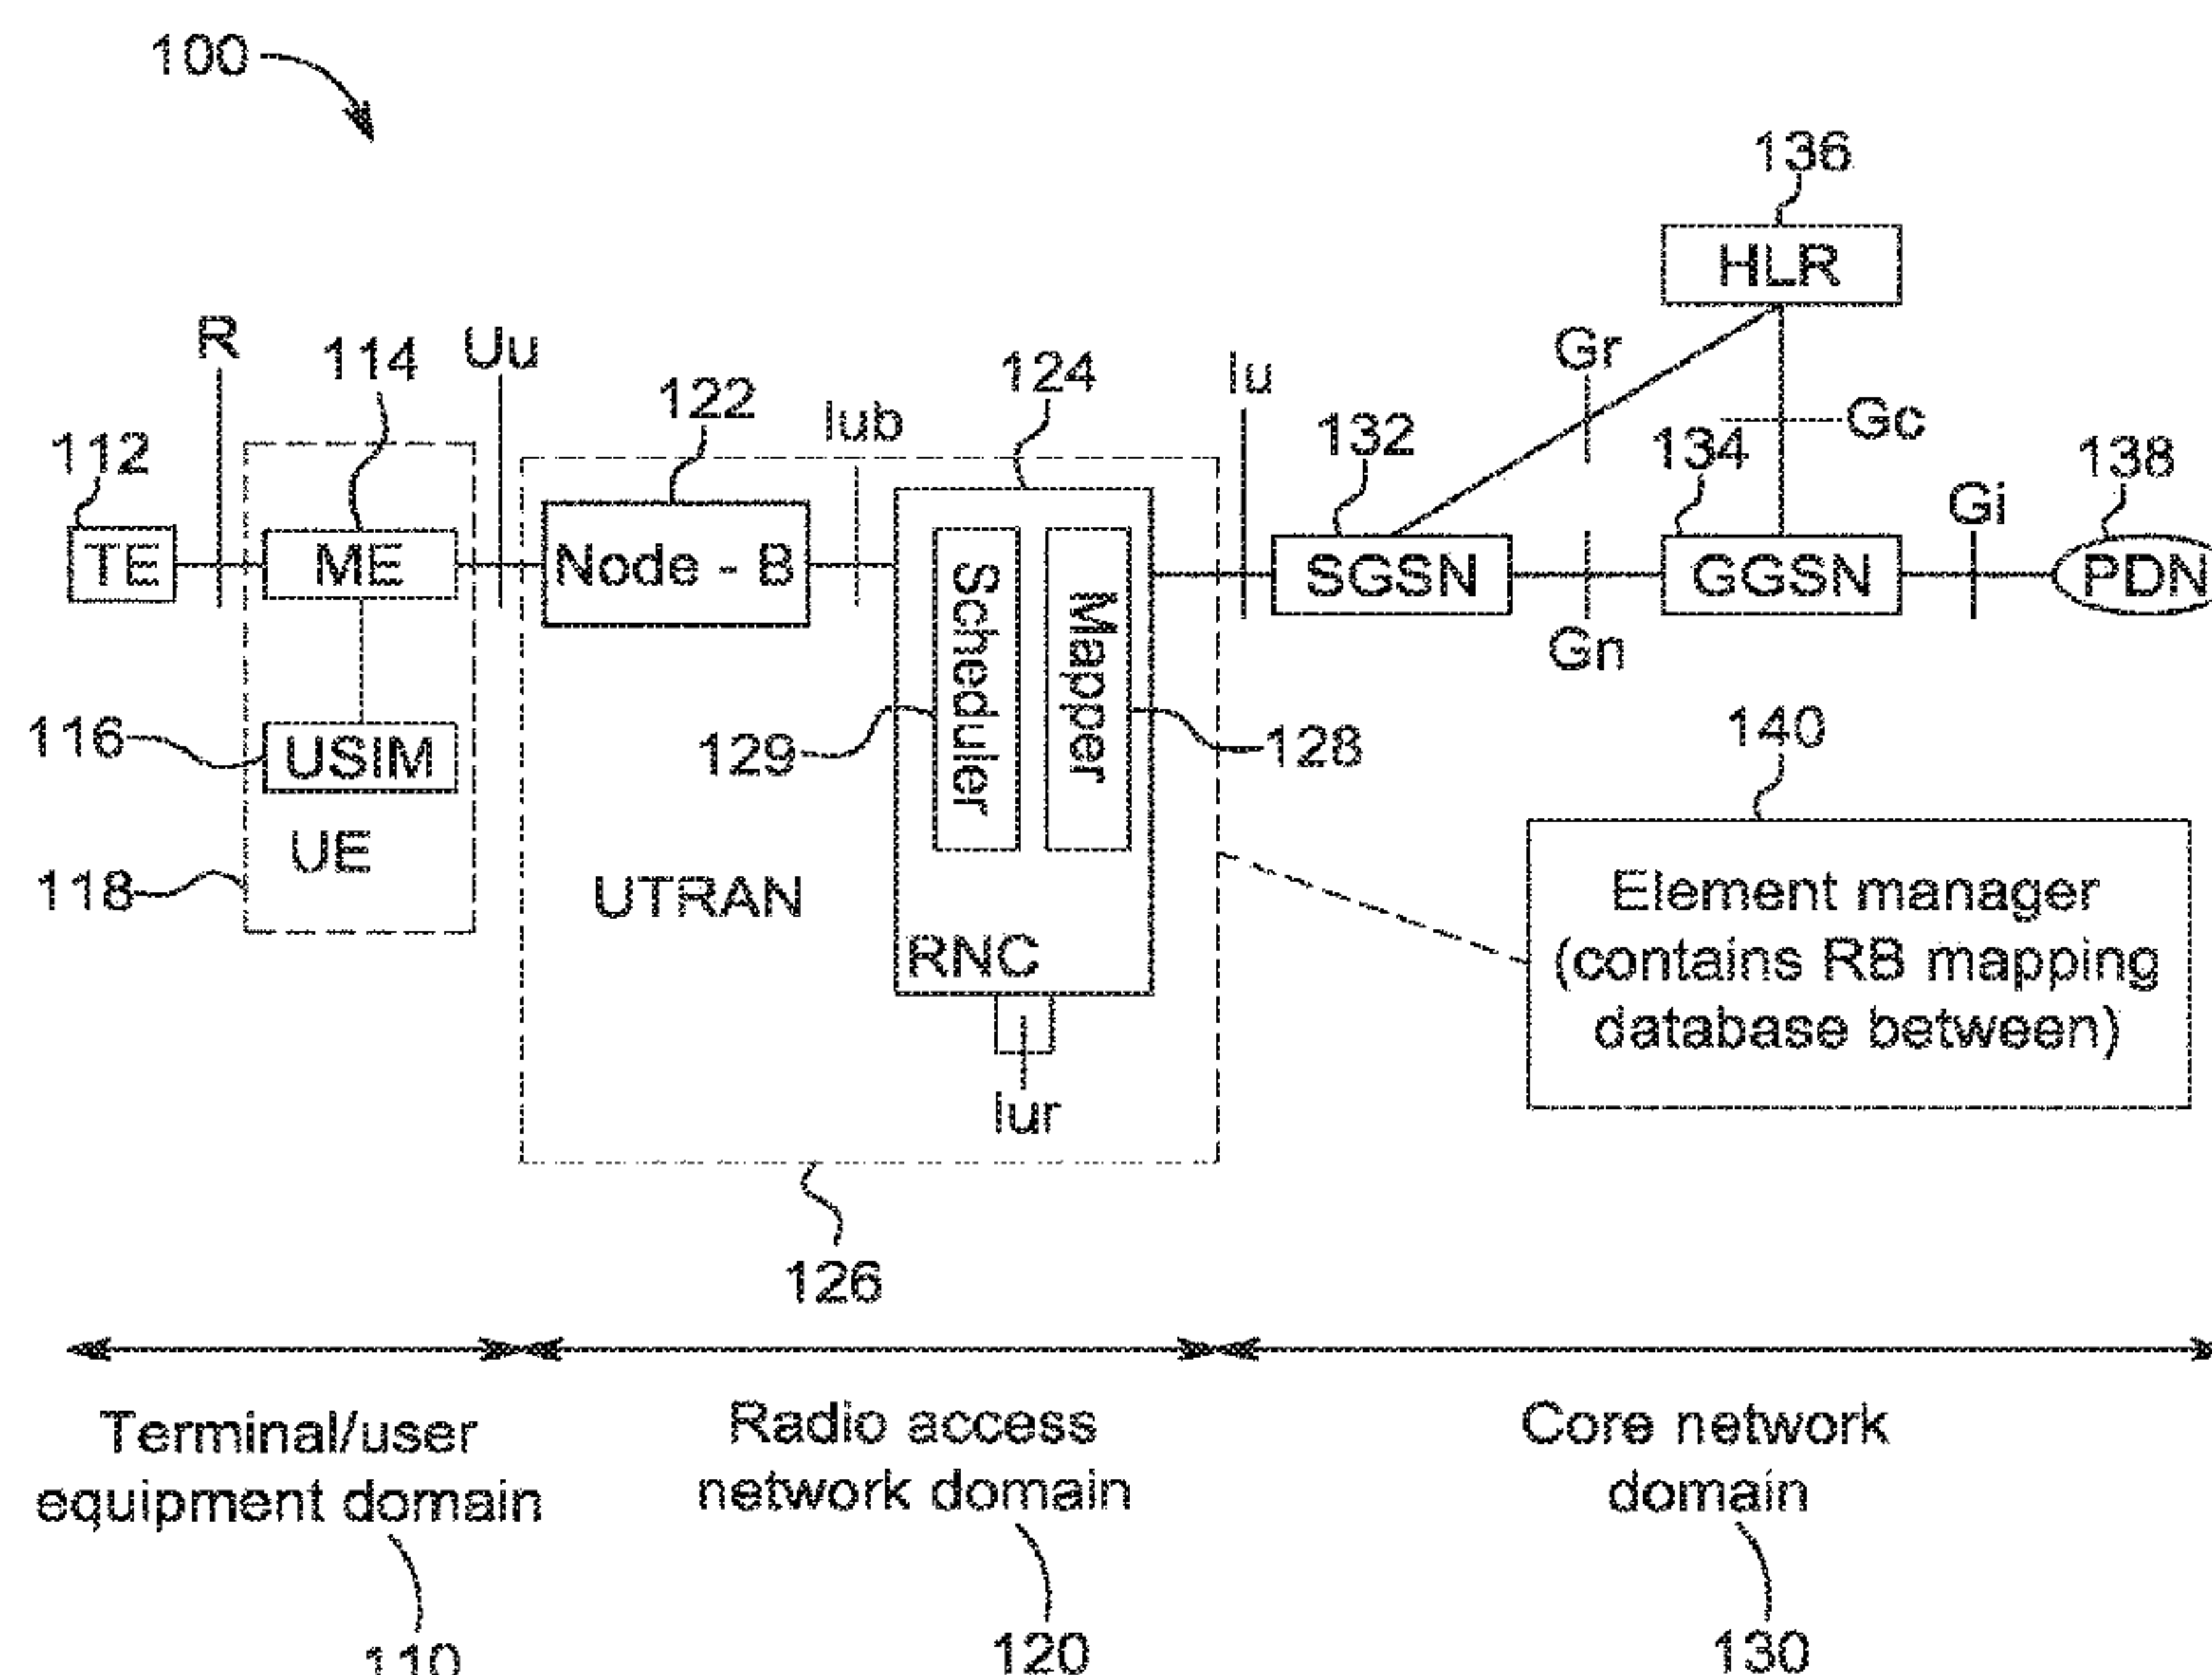 100
136
HLR
R
114
Uu
122
Iub
124
Iu
Gr
Gc
112
132
134
138
Gi
TE
ME
Node - B
Scheduler
Mapper
SGSN
GGSN
PDN
Gn
116
USIM
129
128
140
UE
118
UTRAN
RNC
Iur
Element manager
(contains RB mapping
database between)
126
Terminal/user
equipment domain
Radio access
network domain
Core network
domain
110
120
130